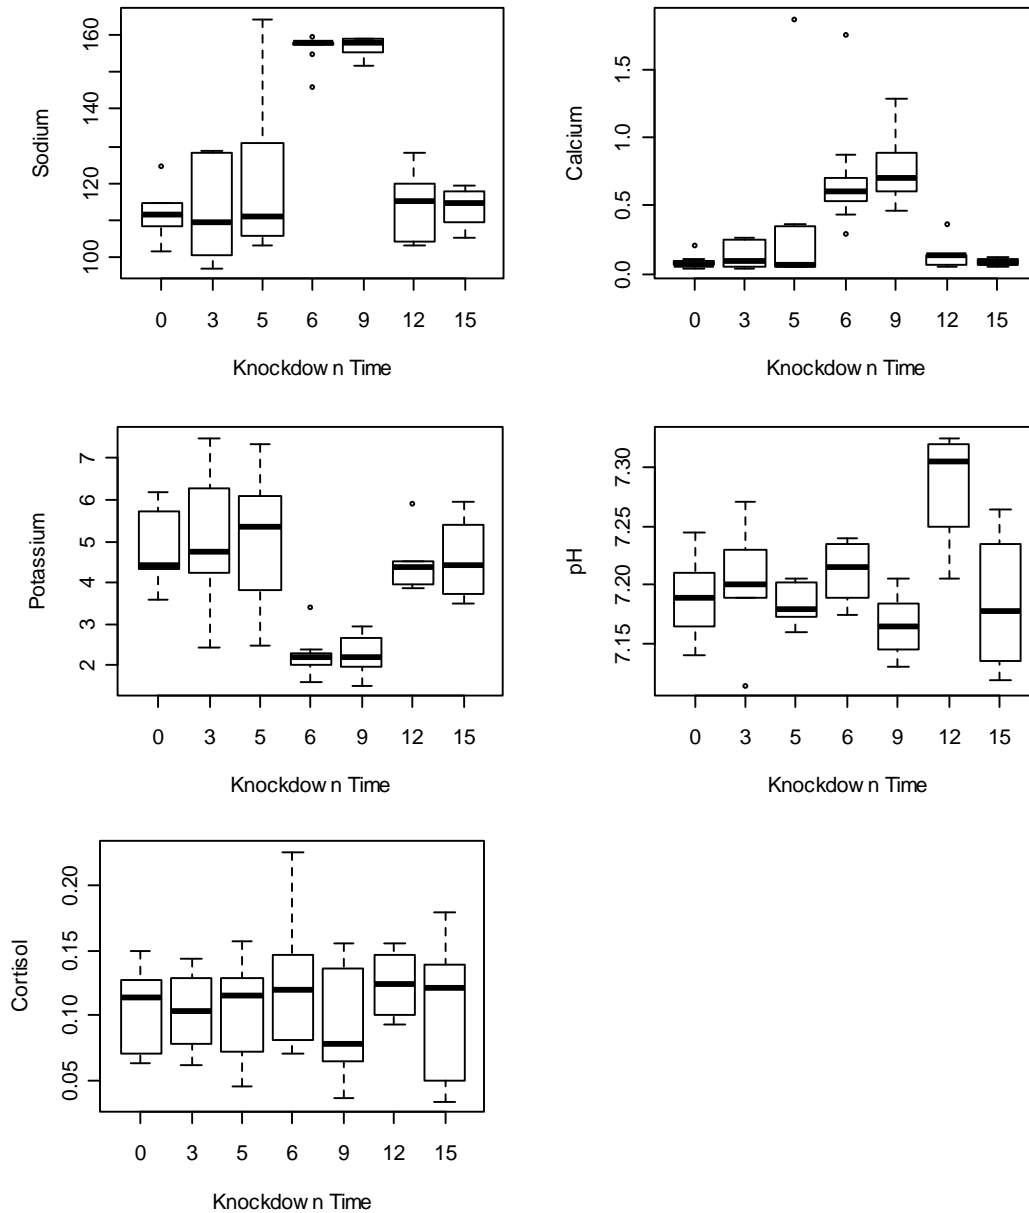 160
140
120
100
Sodium
0 3 5 6 9 12 15
Knockdow n Time
1.5
1.0
0.5
0.0
Calcium
0 3 5 6 9 12 15
Knockdow n Time
7
6
5
4
3
2
Potassium
0 3 5 6 9 12 15
Knockdow n Time
7.30
7.25
7.20
7.15
pH
0 3 5 6 9 12 15
Knockdow n Time
0.20
0.15
0.10
0.05
Cortisol
0 3 5 6 9 12 15
Knockdow n Time